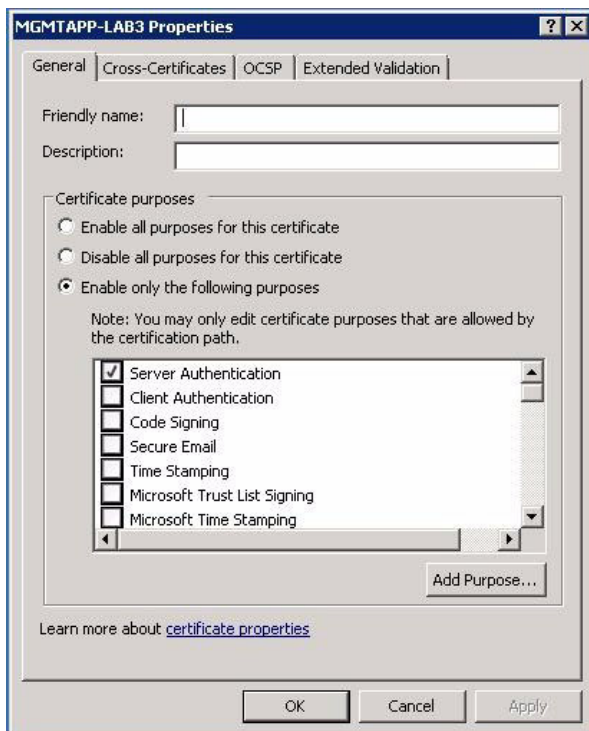 MGMTAPP-LAB3 Properties
General Cross-Certificates OCSP Extended Validation
Friendly name:
Description:
Certificate purposes
Enable all purposes for this certificate
Disable all purposes for this certificate
Enable only the following purposes
Note: You may only edit certificate purposes that are allowed by
the certification path.
Server Authentication
Client Authentication
Code Signing
Secure Email
Time Stamping
Microsoft Trust List Signing
Microsoft Time Stamping
Add Purpose...
Learn more about certificate properties
OK Cancel Apply